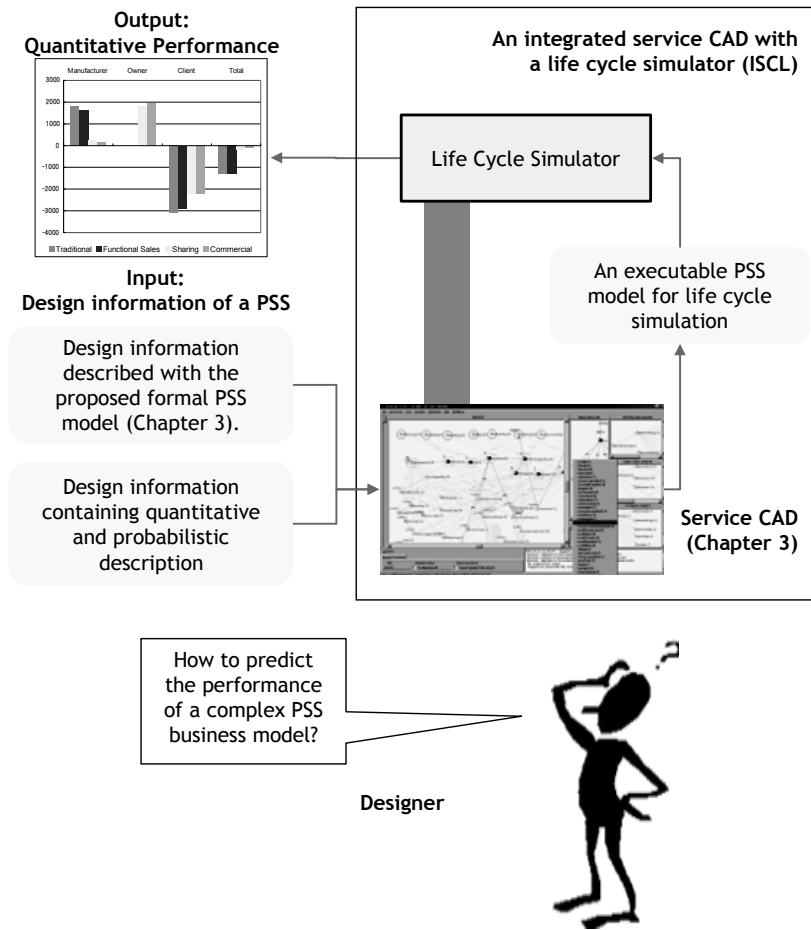 Output:
Quantitative Performance
Manufacturer Owner Client Total
3000
2000
1000
0
-1000
-2000
-3000
-4000
Traditional Functional Sales Sharing Commercial
An integrated service CAD with
a life cycle simulator (ISCL)
Life Cycle Simulator
An executable PSS
model for life cycle
simulation
Input:
Design information of a PSS
Design information
described with the
proposed formal PSS
model (Chapter 3).
Design information
containing quantitative
and probabilistic
description
Service CAD
(Chapter 3)
How to predict
the performance
of a complex PSS
business model?
Designer
?